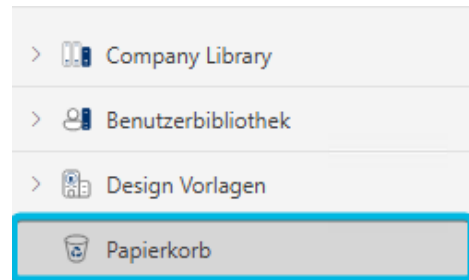 Company Library
Benutzerbibliothek
Design Vorlagen
Papierkorb